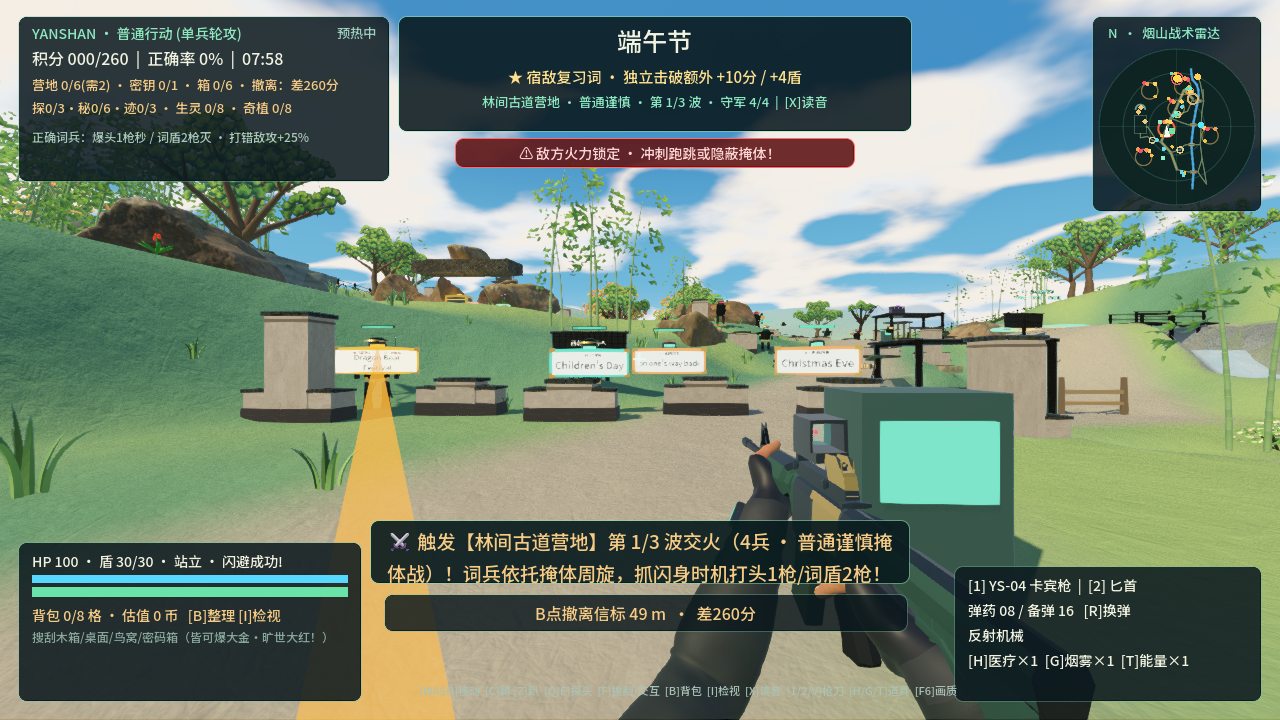 YANSHAN · 普通行动 (单兵轮攻) 预热中
积分 000/260 | 正确率 0% | 07:58
营地 0/6(需2) · 密钥 0/1 · 箱 0/6 · 撤离: 差260分
探0/3 · 秘0/6 · 迹0/3 · 生灵 0/8 · 奇植 0/8
正确词兵: 爆头1枪秒 / 词盾2枪灭 · 打错敌攻+25%
端午节
★ 宿敌复习词 · 独立击破额外 +10分 / +4盾
林间古道营地 · 普通谨慎 · 第 1/3 波 · 守军 4/4 | [X]读音
⚠ 敌方火力锁定 · 冲刺跑跳或隐蔽掩体!
N · 烟山战术雷达
Dragon Boat
Festival
Children's Day
Christmas Eve
⚔ 触发【林间古道营地】第 1/3 波交火（4兵 · 普通谨慎掩
体战）！词兵依托掩体周旋，抓闪身时机打头1枪/词盾2枪！
B点撤离信标 49 m · 差260分
HP 100 · 盾 30/30 · 站立 · 闪避成功!
背包 0/8 格 · 估值 0 币 [B]整理 [I]检视
搜刮木箱/桌面/鸟窝/密码箱（皆可爆大金·旷世大红！）
[1] YS-04 卡宾枪 | [2] 匕首
弹药 08 / 备弹 16 [R]换弹
反射机械
[H]医疗×1 [G]烟雾×1 [T]能量×1
交互 [B]背包 [I]检视 [F6]画质